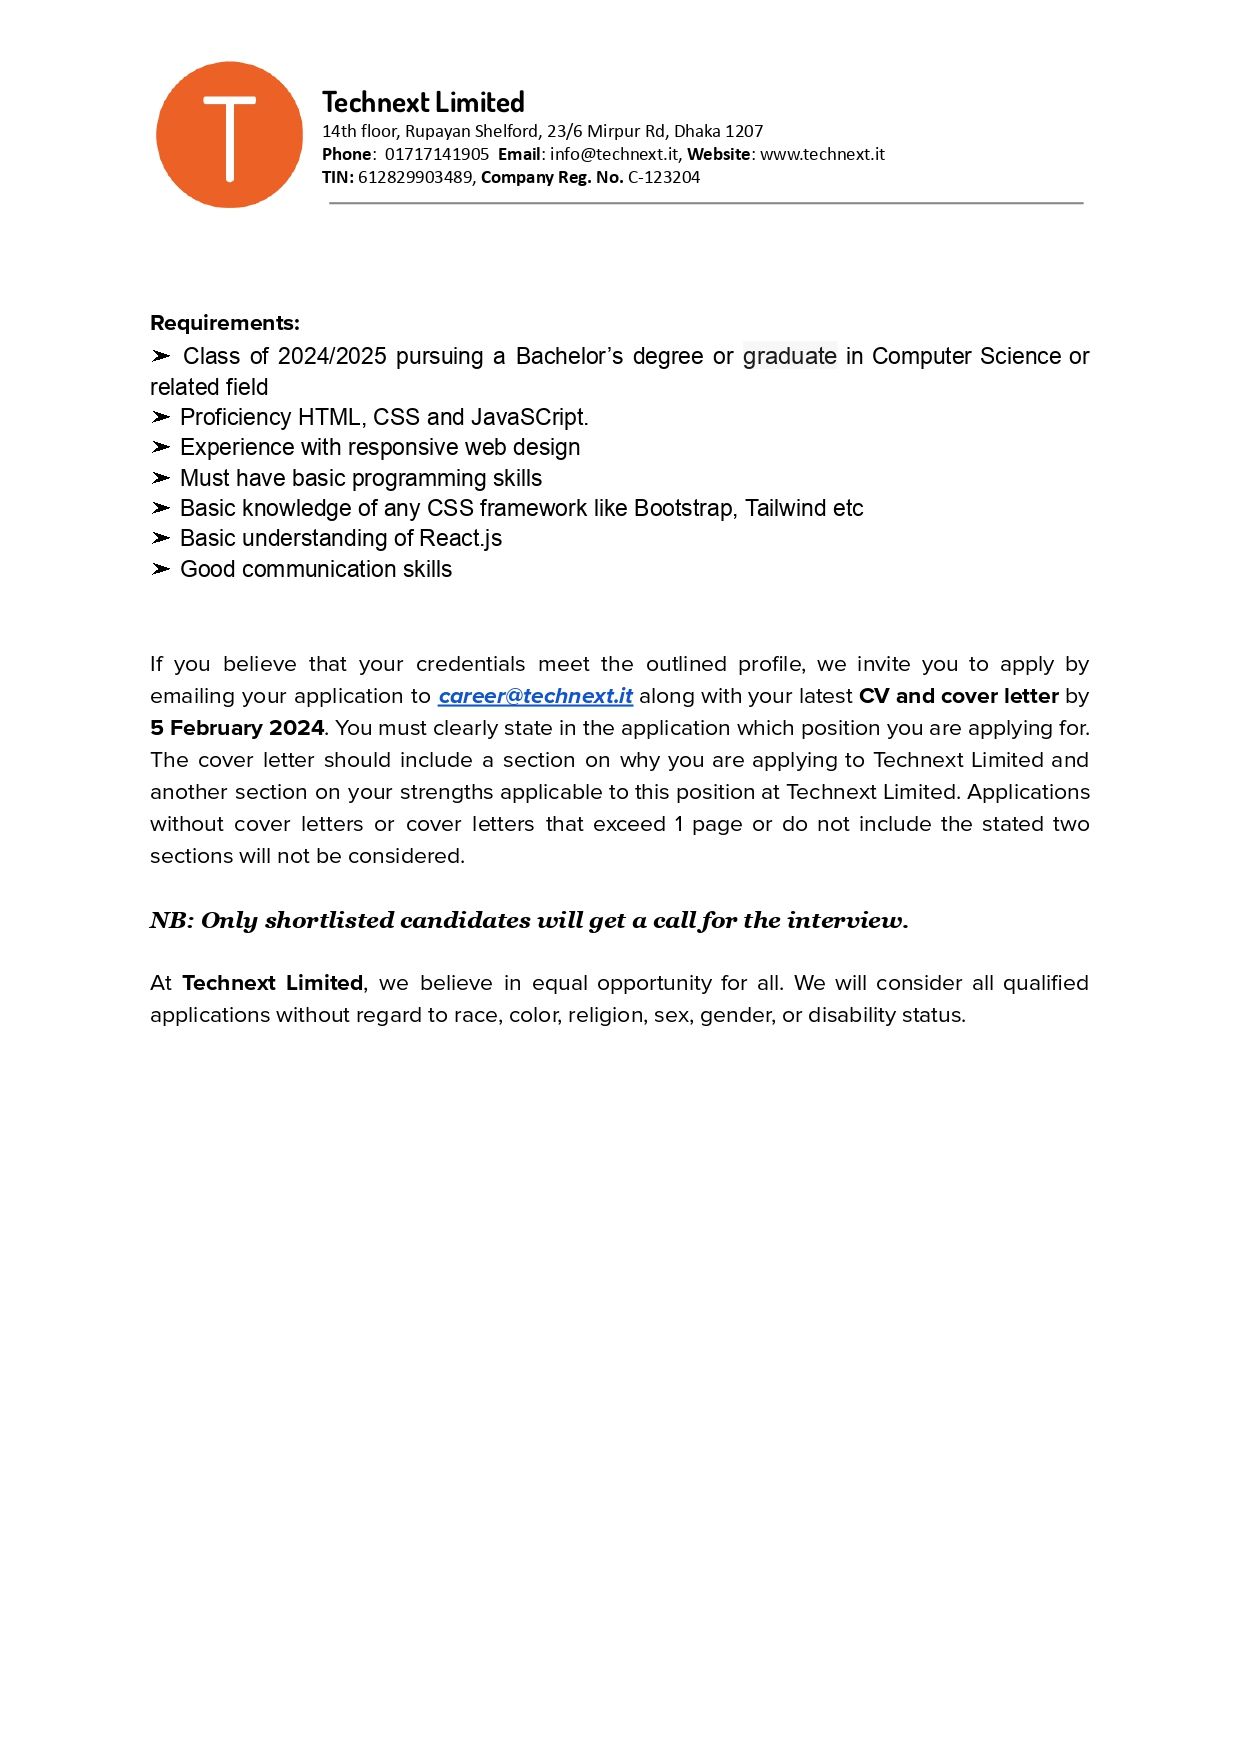 T
Technext Limited
14th floor, Rupayan Shelford, 23/6 Mirpur Rd, Dhaka 1207
Phone:  01717141905  Email: info@technext.it, Website: www.technext.it
TIN: 612829903489, Company Reg. No. C-123204
Requirements:
➢ Class of 2024/2025 pursuing a Bachelor’s degree or graduate in Computer Science or
related field
➢ Proficiency HTML, CSS and JavaSCript.
➢ Experience with responsive web design
➢ Must have basic programming skills
➢ Basic knowledge of any CSS framework like Bootstrap, Tailwind etc
➢ Basic understanding of React.js
➢ Good communication skills
If you believe that your credentials meet the outlined profile, we invite you to apply by
emailing your application to career@technext.it along with your latest CV and cover letter by
5 February 2024. You must clearly state in the application which position you are applying for.
The cover letter should include a section on why you are applying to Technext Limited and
another section on your strengths applicable to this position at Technext Limited. Applications
without cover letters or cover letters that exceed 1 page or do not include the stated two
sections will not be considered.
NB: Only shortlisted candidates will get a call for the interview.
At Technext Limited, we believe in equal opportunity for all. We will consider all qualified
applications without regard to race, color, religion, sex, gender, or disability status.